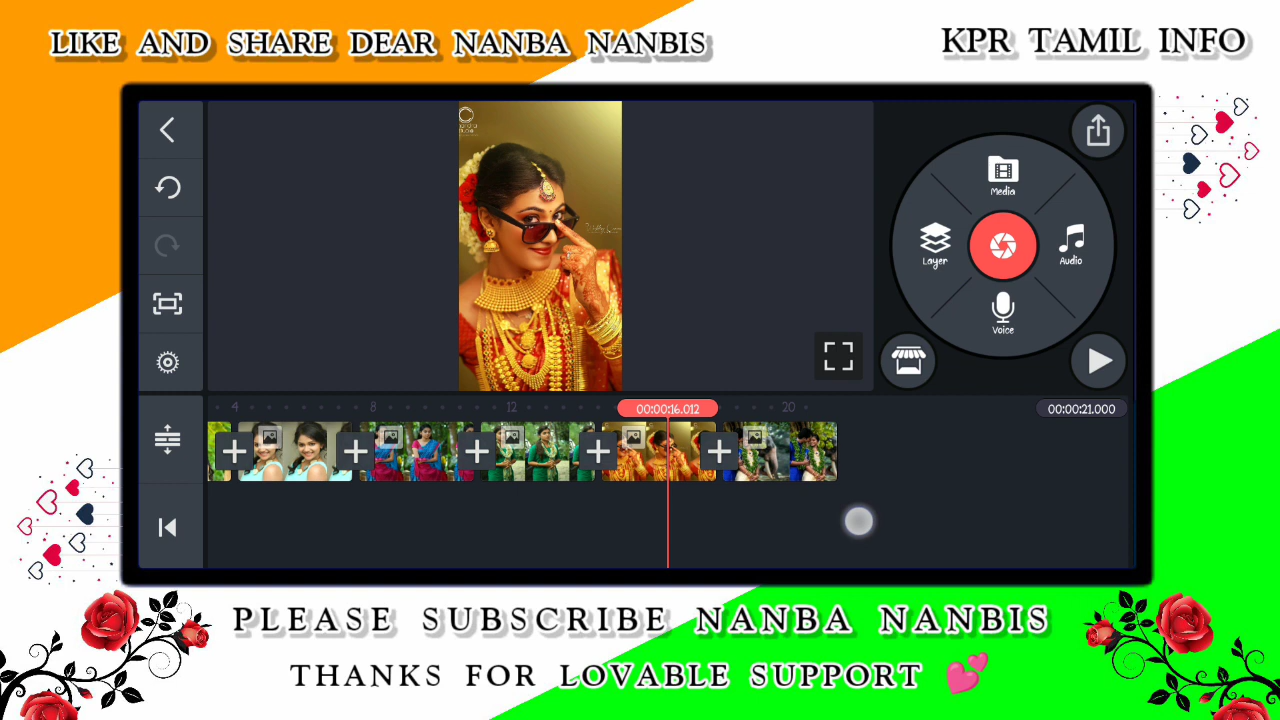 LIKE AND SHARE DEAR NANBA NANBIS
KPR TAMIL INFO
Media
Layer
Audio
Voice
4
8
12
00:00:16.012
20
00:00:21.000
PLEASE SUBSCRIBE NANBA NANBIS
THANKS FOR LOVABLE SUPPORT 💕